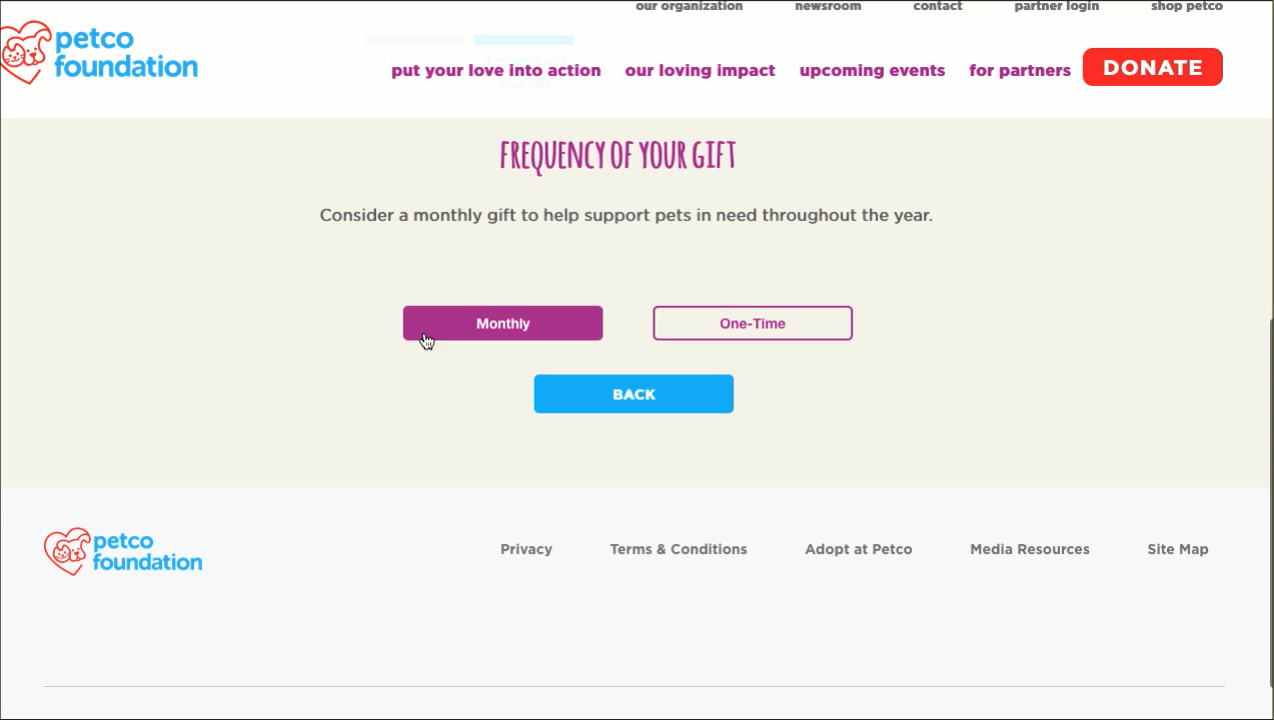 our organization newsroom contact partner login shop petco
petco
foundation
put your love into action our loving impact upcoming events for partners DONATE
your Gift
FREQUENCY OF YOUR GIFT
Consider a monthly gift to help support pets in need throughout the year.
Monthly One-Time
BACK
petco
foundation
Privacy Terms & Conditions Adopt at Petco Media Resources Site Map